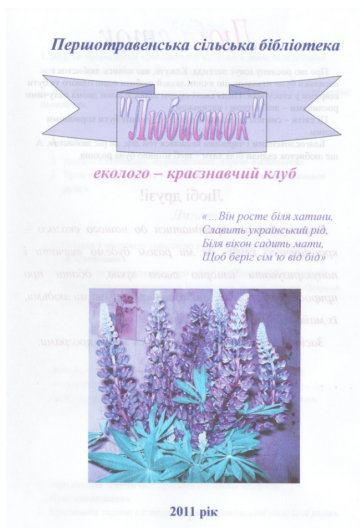 Першотравенська сільська бібліотека
"Любисток"
еколого – краєзнавчий клуб
«…Він росте біля хатини,
Славить український рід,
Біля вікон садить мати,
Щоб беріг сім'ю від бід»
2011 рік